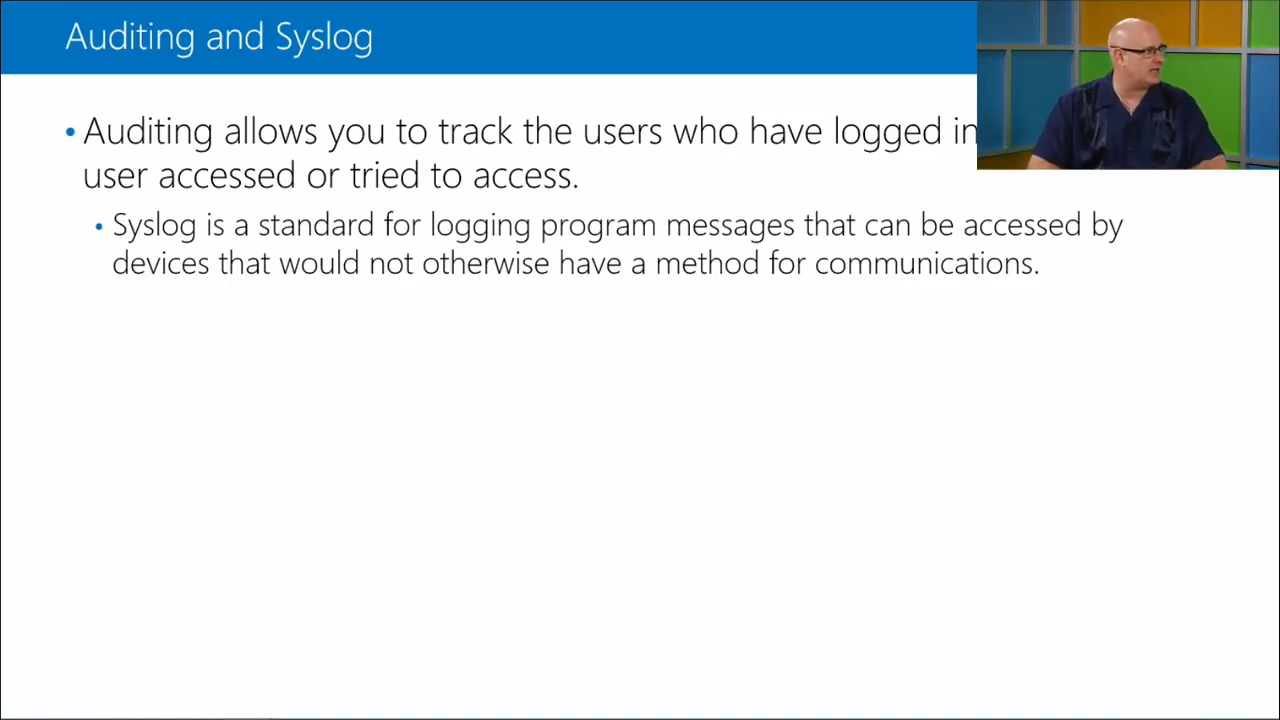 Auditing and Syslog
• Auditing allows you to track the users who have logged in
user accessed or tried to access.
• Syslog is a standard for logging program messages that can be accessed by
devices that would not otherwise have a method for communications.